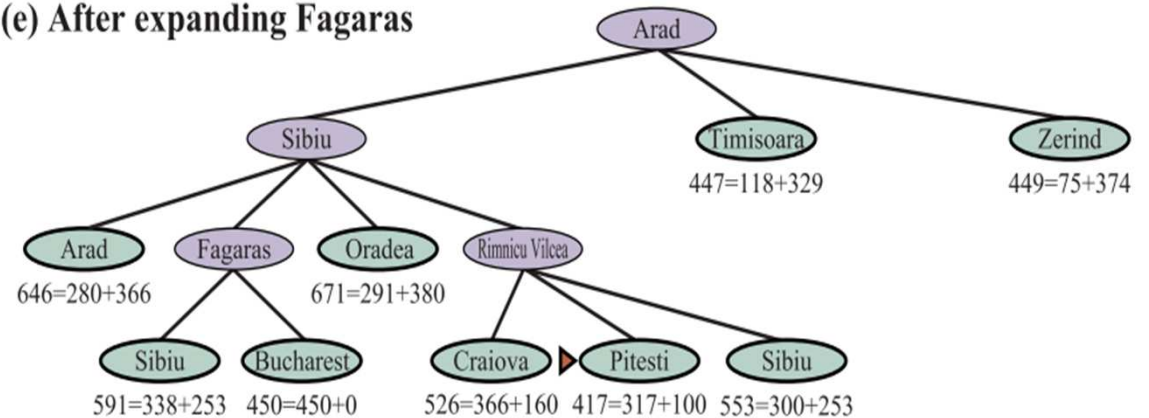 (e) After expanding Fagaras
Arad
Sibiu
Timisoara
Zerind
447=118+329
449=75+374
Arad
Fagaras
Oradea
Rimnicu Vilcea
646=280+366
671=291+380
Sibiu
Bucharest
Craiova
Pitesti
Sibiu
591=338+253
450=450+0
526=366+160
417=317+100
553=300+253